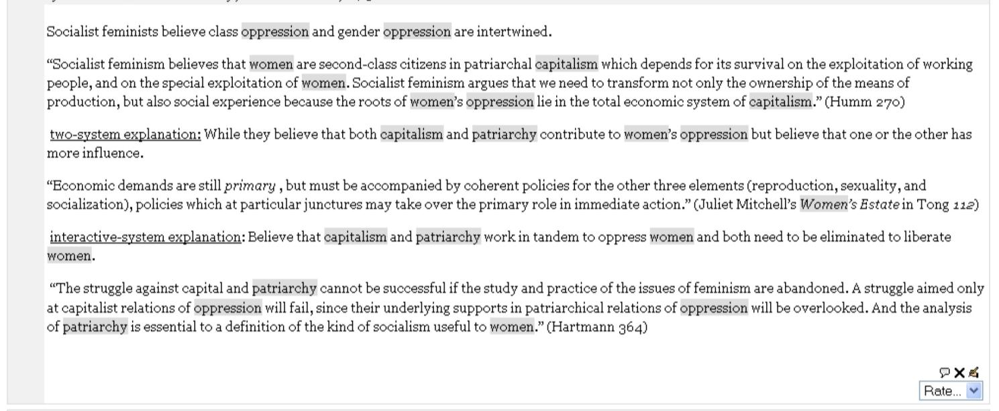 Socialist feminists believe class oppression and gender oppression are intertwined.
“Socialist feminism believes that women are second-class citizens in patriarchal capitalism which depends for its survival on the exploitation of working
people, and on the special exploitation of women. Socialist feminism argues that we need to transform not only the ownership of the means of
production, but also social experience because the roots of women’s oppression lie in the total economic system of capitalism.” (Humm 270)
two-system explanation: While they believe that both capitalism and patriarchy contribute to women’s oppression but believe that one or the other has
more influence.
“Economic demands are still primary , but must be accompanied by coherent policies for the other three elements (reproduction, sexuality, and
socialization), policies which at particular junctures may take over the primary role in immediate action.” (Juliet Mitchell’s Women’s Estate in Tong 112)
interactive-system explanation: Believe that capitalism and patriarchy work in tandem to oppress women and both need to be eliminated to liberate
women.
“The struggle against capital and patriarchy cannot be successful if the study and practice of the issues of feminism are abandoned. A struggle aimed only
at capitalist relations of oppression will fail, since their underlying supports in patriarchical relations of oppression will be overlooked. And the analysis
of patriarchy is essential to a definition of the kind of socialism useful to women.” (Hartmann 364)
Rate...